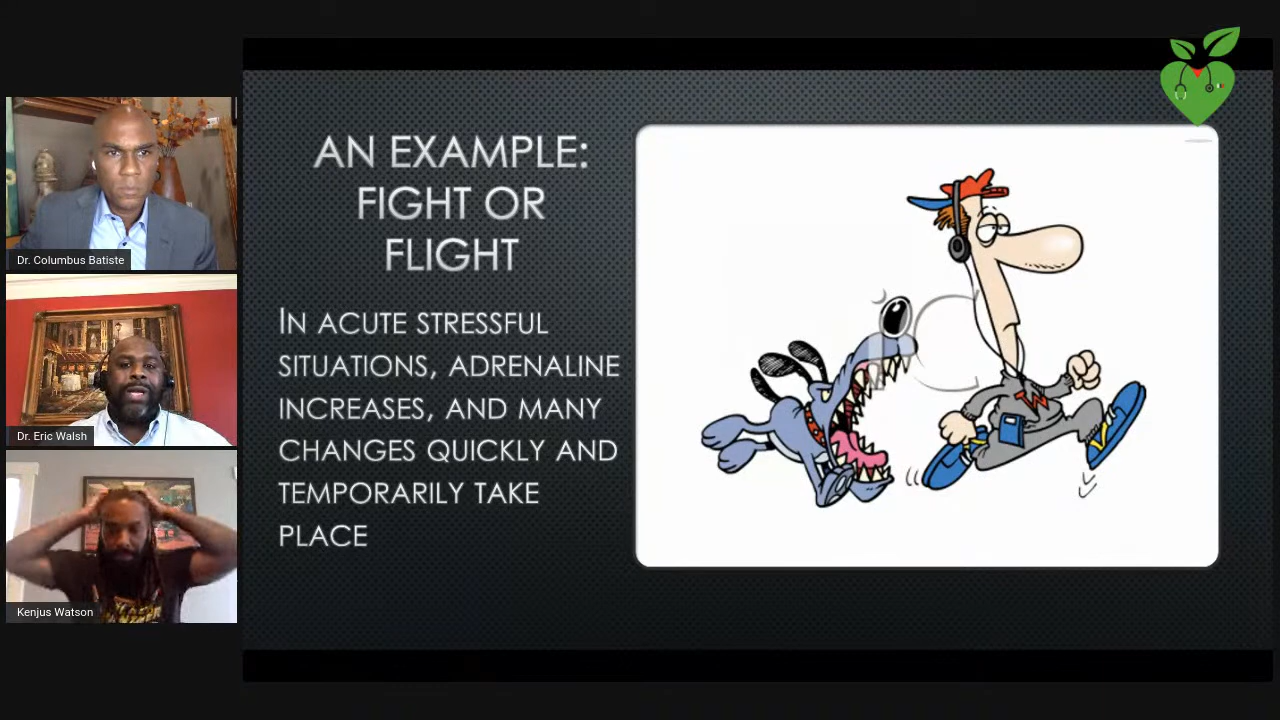 AN EXAMPLE:
FIGHT OR
FLIGHT
IN ACUTE STRESSFUL
SITUATIONS, ADRENALINE
INCREASES, AND MANY
CHANGES QUICKLY AND
TEMPORARILY TAKE
PLACE
Dr. Columbus Batiste
Dr. Eric Walsh
Kenjus Watson
W